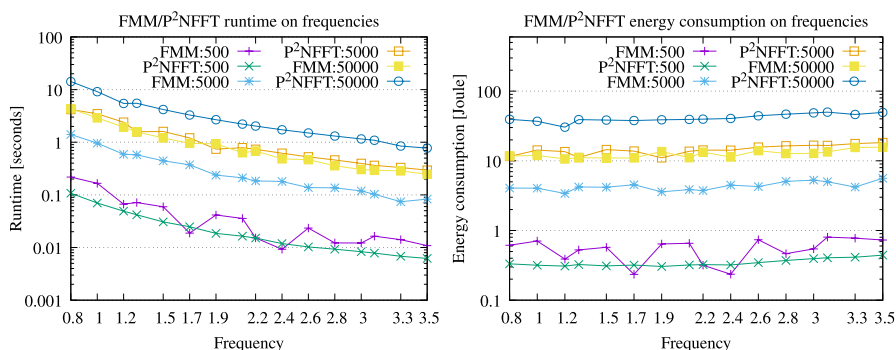 FMM/P²NFFT runtime on frequencies
100
10
1
0.1
0.01
0.001
Runtime [seconds]
FMM:500
P²NFFT:500
FMM:5000
P²NFFT:5000
FMM:50000
P²NFFT:50000
0.8 1 1.2 1.5 1.7 1.9 2.2 2.4 2.6 3 3.3 3.5
Frequency
FMM/P²NFFT energy consumption on frequencies
100
10
1
0.1
Energy consumption [Joule]
FMM:500
P²NFFT:500
FMM:5000
P²NFFT:5000
FMM:50000
P²NFFT:50000
0.8 1 1.2 1.5 1.7 1.9 2.2 2.4 2.6 3 3.3 3.5
Frequency